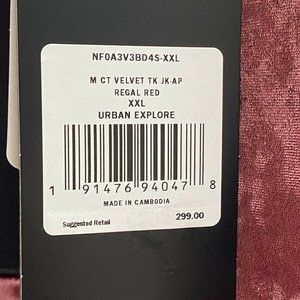 NF0A3V3BD4S-XXL
M CT VELVET TK JK-AP
REGAL RED
XXL
URBAN EXPLORE
1 91476 94047 8
MADE IN CAMBODIA
Suggested Retail 299.00